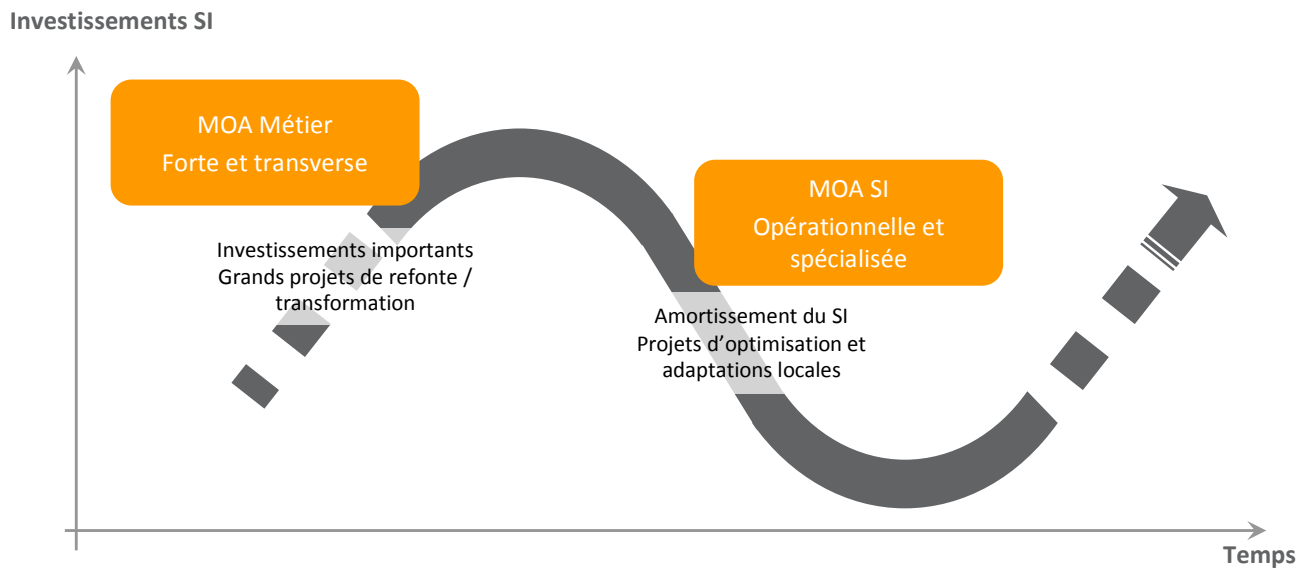 Investissements SI
MOA Métier
Forte et transverse
Investissements importants
Grands projets de refonte /
transformation
MOA SI
Opérationnelle et
spécialisée
Amortissement du SI
Projets d’optimisation et
adaptations locales
Temps